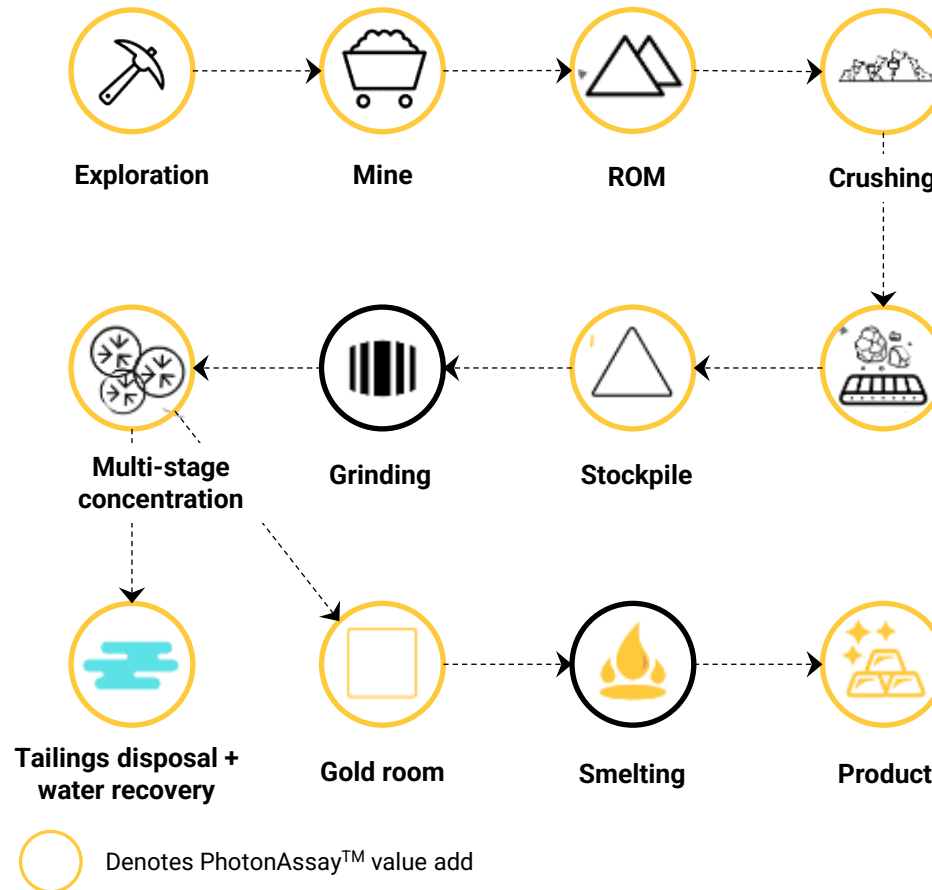 Exploration
Mine
ROM
Crushing
Multi-stage
concentration
Grinding
Stockpile
Tailings disposal +
water recovery
Gold room
Smelting
Product
Denotes PhotonAssay™ value add